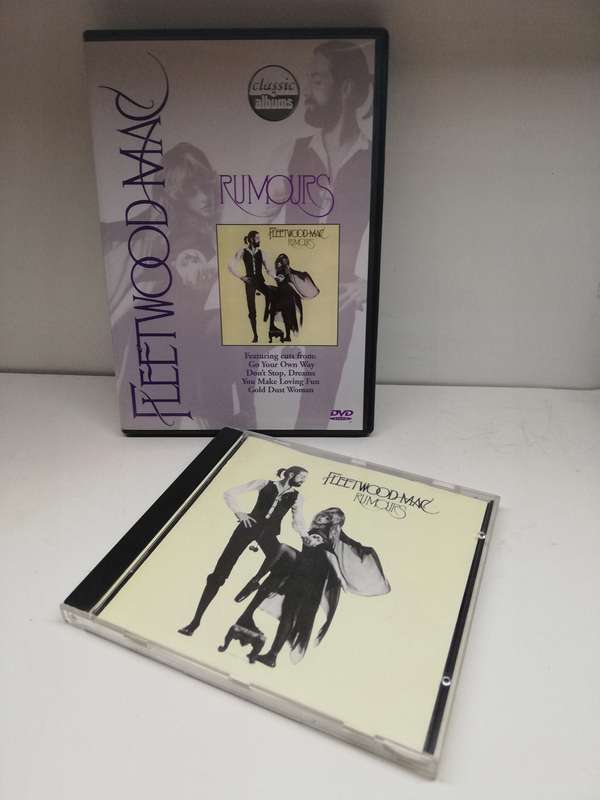 classic
albums
FLEETWOOD MAC
RUMOURS
FLEETWOOD MAC
RUMOURS
Featuring cuts from:
Go Your Own Way
Don't Stop, Dreams
You Make Loving Fun
Gold Dust Woman
DVD
FLEETWOOD MAC
RUMOURS